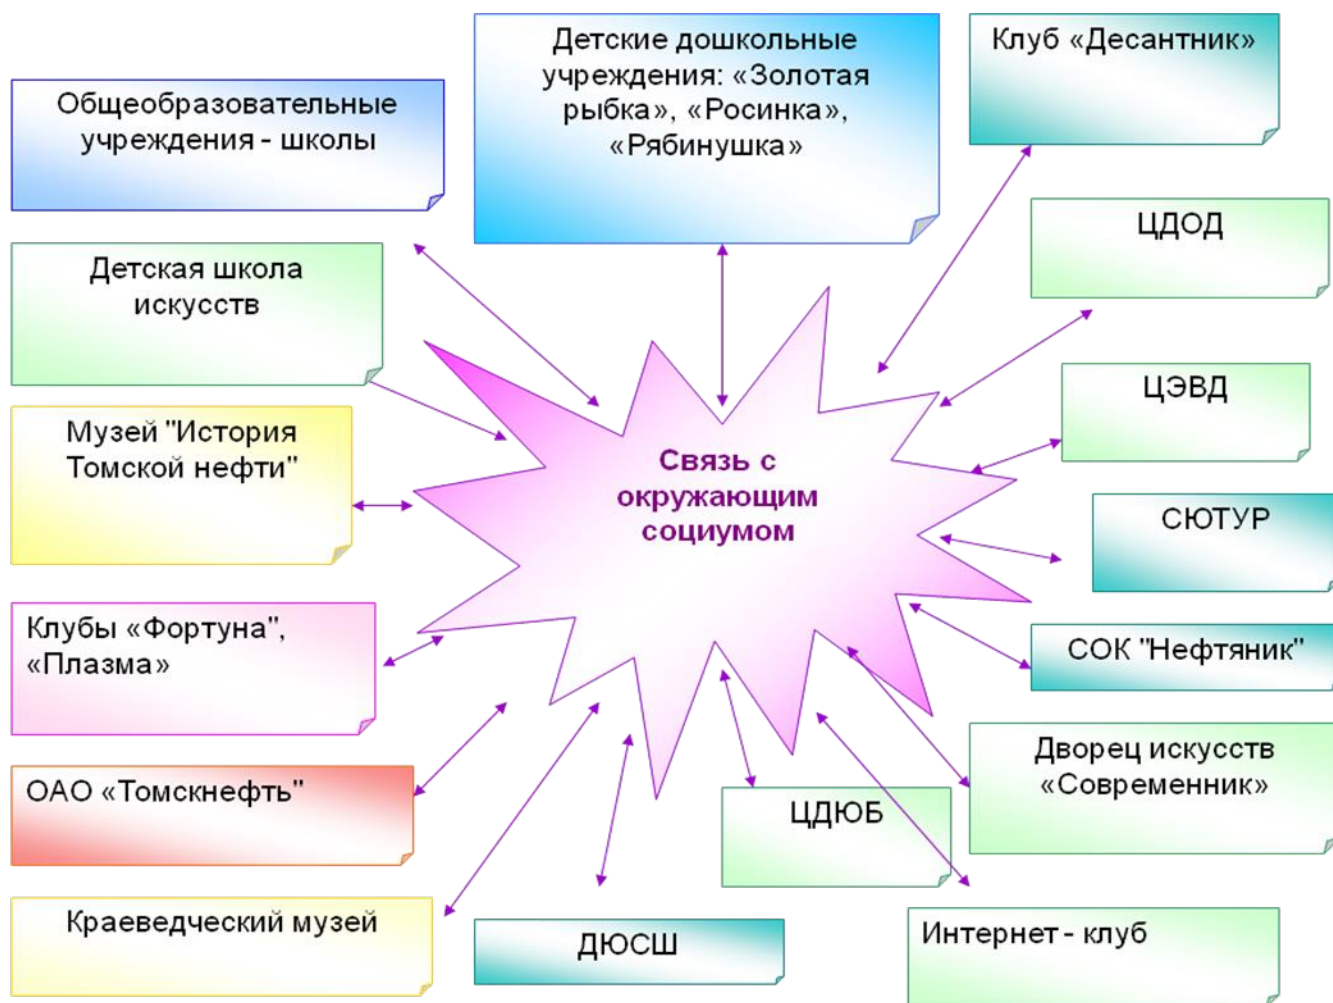 Детские дошкольные
учреждения: «Золотая
рыбка», «Росинка»,
«Рябинушка»
Клуб «Десантник»
Общеобразовательные
учреждения - школы
ЦДОД
Детская школа
искусств
ЦЭВД
Музей "История
Томской нефти"
Связь с
окружающим
социумом
СЮТУР
Клубы «Фортуна",
«Плазма»
СОК "Нефтяник"
Дворец искусств
«Современник»
ОАО «Томскнефть"
ЦДЮБ
Краеведческий музей
ДЮСШ
Интернет - клуб